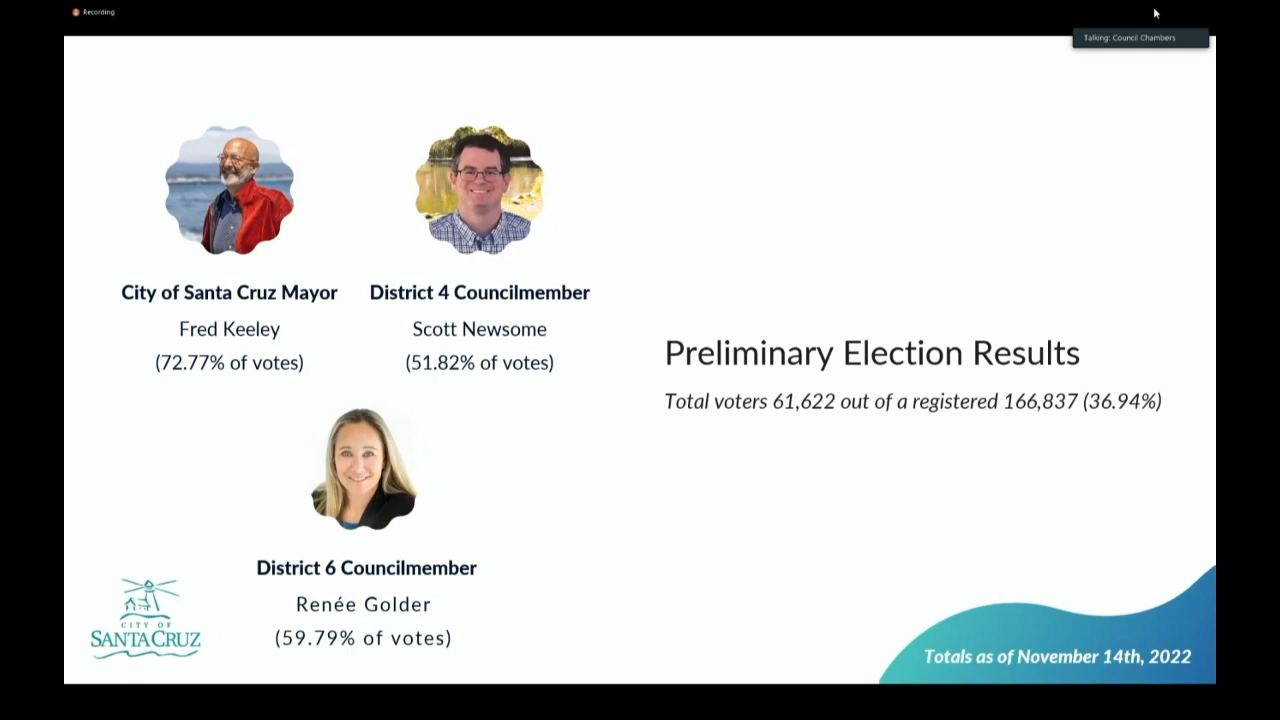 Recording
Talking: Council Chambers
City of Santa Cruz Mayor
Fred Keeley
(72.77% of votes)
District 4 Councilmember
Scott Newsome
(51.82% of votes)
District 6 Councilmember
Renée Golder
(59.79% of votes)
Preliminary Election Results
Total voters 61,622 out of a registered 166,837 (36.94%)
CITY OF
SANTA CRUZ
Totals as of November 14th, 2022